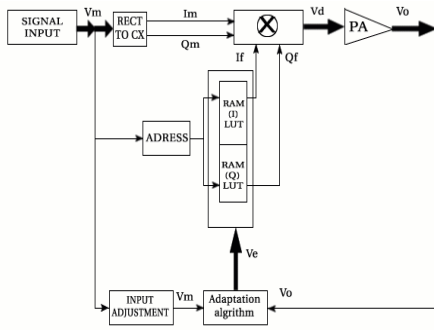 SIGNAL
INPUT
Vm
RECT
TO CX
Im
Qm
If
Qf
Vd
PA
Vo
ADRESS
RAM
(I)
LUT
RAM
(Q)
LUT
Ve
INPUT
ADJUSTMENT
Vm
Adaptation
algorithm
Vo